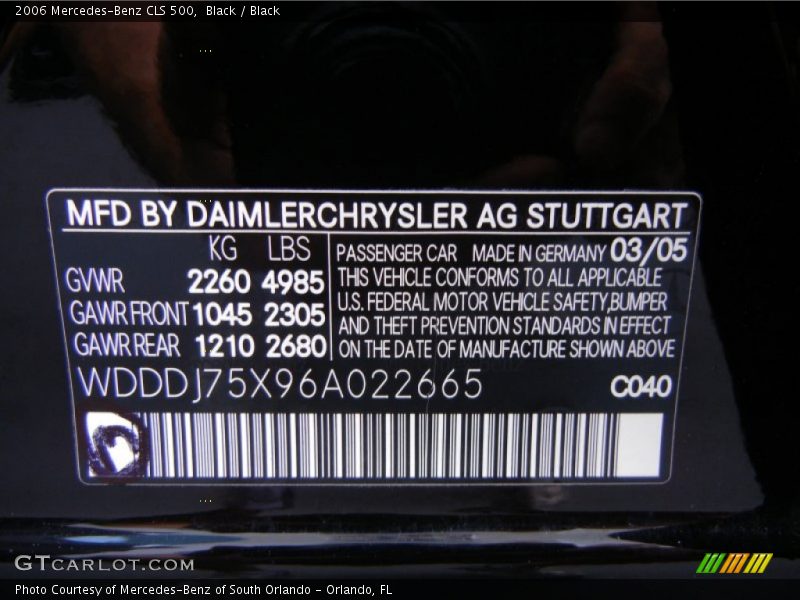 2006 Mercedes-Benz CLS 500, Black / Black
MFD BY DAIMLERCHRYSLER AG STUTTGART
KG LBS
GVWR 2260 4985
GAWR FRONT 1045 2305
GAWR REAR 1210 2680
PASSENGER CAR MADE IN GERMANY 03/05
THIS VEHICLE CONFORMS TO ALL APPLICABLE
U.S. FEDERAL MOTOR VEHICLE SAFETY, BUMPER
AND THEFT PREVENTION STANDARDS IN EFFECT
ON THE DATE OF MANUFACTURE SHOWN ABOVE
WDDDJ75X96A022665 C040
GTCARLOT.COM
Photo Courtesy of Mercedes-Benz of South Orlando - Orlando, FL